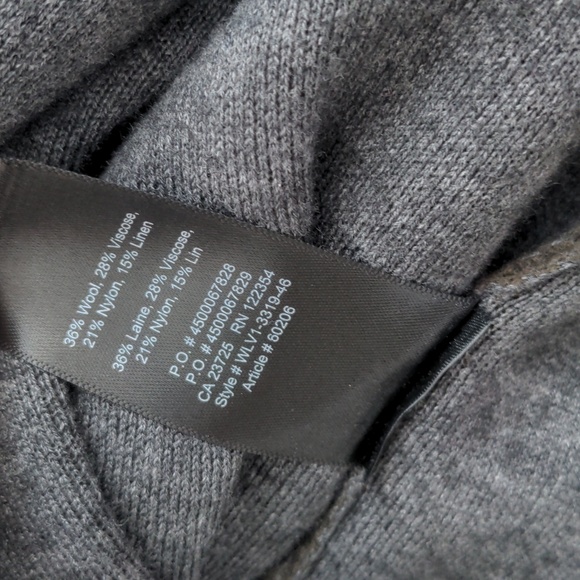 36% Wool, 28% Viscose,
21% Nylon, 15% Linen
36% Laine, 28% Viscose,
21% Nylon, 15% Lin
P.O. # 4500067828
P.O. # 4500067829
CA 23725 RN 122354
Style # WLV1-3319-46
Article # 60206